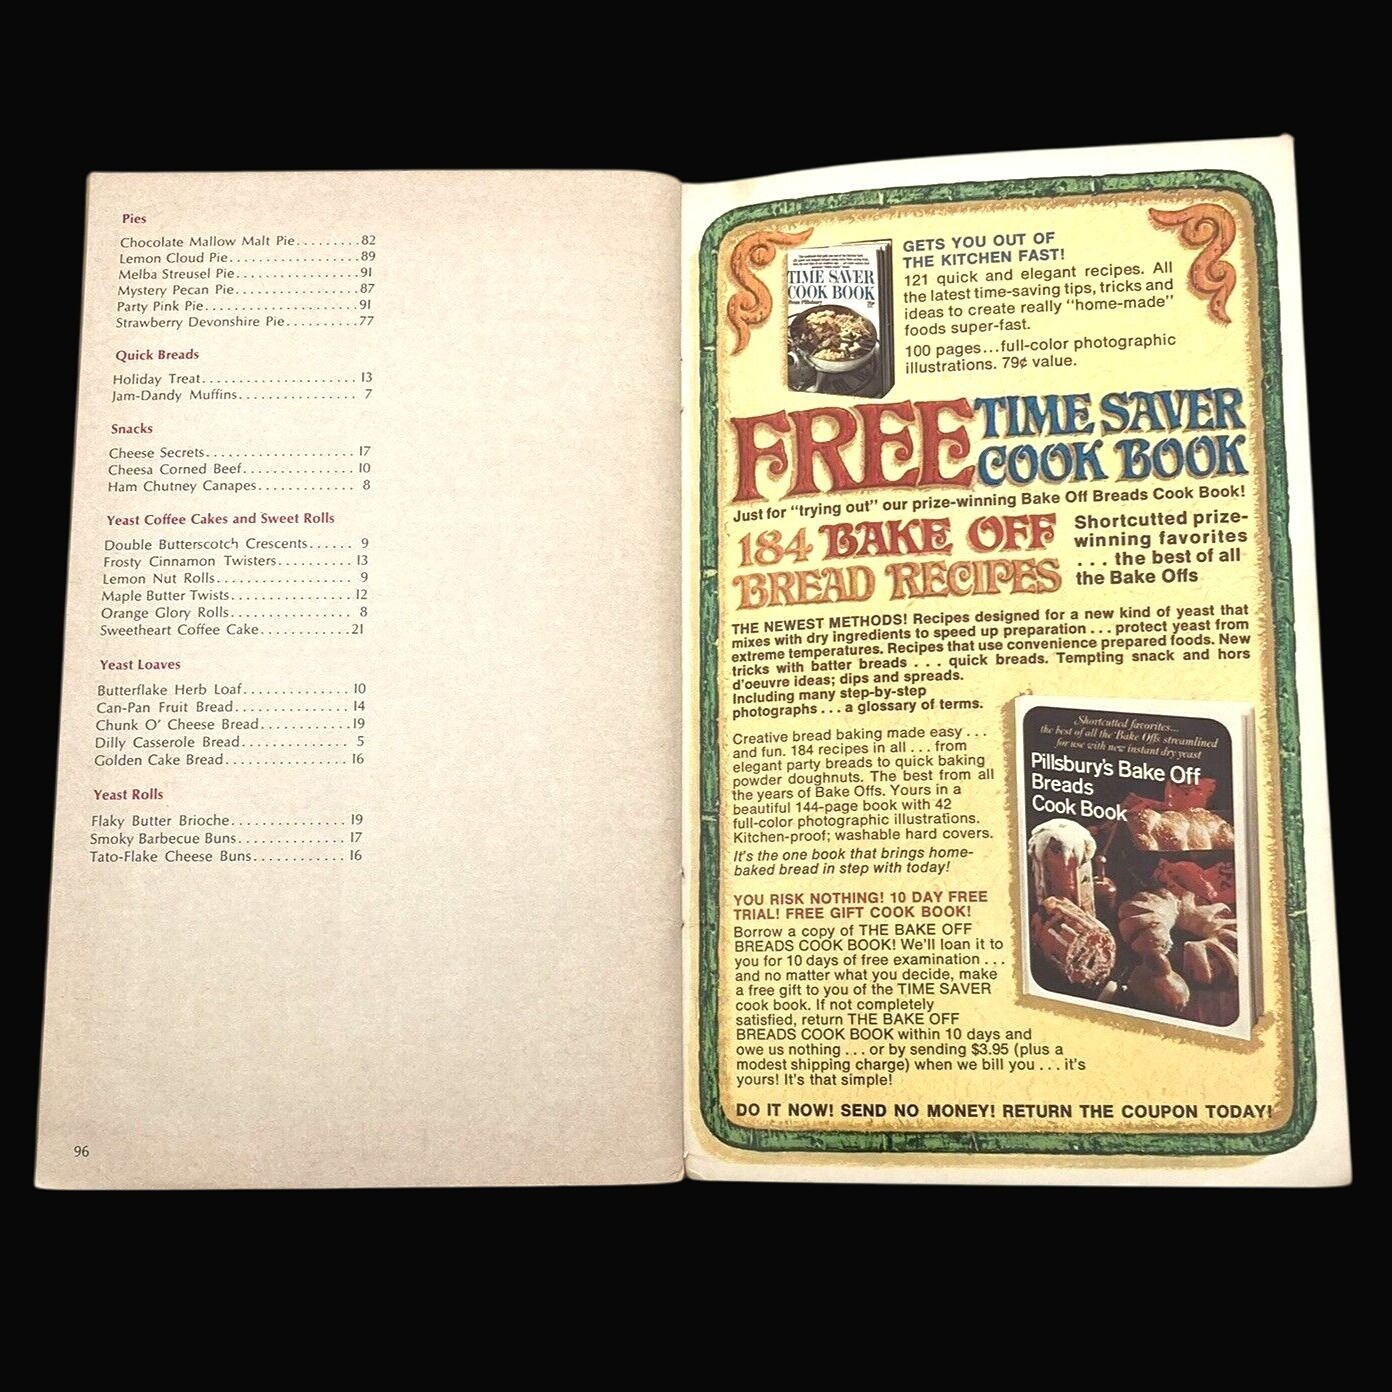 Pies
Chocolate Mallow Malt Pie.........82
Lemon Cloud Pie...................89
Melba Streusel Pie..................91
Mystery Pecan Pie..................87
Party Pink Pie......................91
Strawberry Devonshire Pie..........77
Quick Breads
Holiday Treat...................... 13
Jam-Dandy Muffins................. 7
Snacks
Cheese Secrets..................... 17
Cheesa Corned Beef................ 10
Ham Chutney Canapes.............. 8
Yeast Coffee Cakes and Sweet Rolls
Double Butterscotch Crescents...... 9
Frosty Cinnamon Twisters.......... 13
Lemon Nut Rolls................... 9
Maple Butter Twists................ 12
Orange Glory Rolls................. 8
Sweetheart Coffee Cake............21
Yeast Loaves
Butterflake Herb Loaf.............. 10
Can-Pan Fruit Bread............... 14
Chunk O' Cheese Bread............19
Dilly Casserole Bread.............. 5
Golden Cake Bread................ 16
Yeast Rolls
Flaky Butter Brioche............... 19
Smoky Barbecue Buns............. 17
Tato-Flake Cheese Buns............ 16
96
GETS YOU OUT OF
THE KITCHEN FAST!
121 quick and elegant recipes. All
the latest time-saving tips, tricks and
ideas to create really "home-made"
foods super-fast.
100 pages...full-color photographic
illustrations. 79¢ value.
TIME SAVER
COOK BOOK
from Pillsbury
FREE TIME SAVER
COOK BOOK
Just for "trying out" our prize-winning Bake Off Breads Cook Book!
184 BAKE OFF
BREAD RECIPES
Shortcutted prize-
winning favorites
... the best of all
the Bake Offs
THE NEWEST METHODS! Recipes designed for a new kind of yeast that
mixes with dry ingredients to speed up preparation ... protect yeast from
extreme temperatures. Recipes that use convenience prepared foods. New
tricks with batter breads ... quick breads. Tempting snack and hors
d'oeuvre ideas; dips and spreads.
Including many step-by-step
photographs ... a glossary of terms.
Creative bread baking made easy ...
and fun. 184 recipes in all ... from
elegant party breads to quick baking
powder doughnuts. The best from all
the years of Bake Offs. Yours in a
beautiful 144-page book with 42
full-color photographic illustrations.
Kitchen-proof; washable hard covers.
It's the one book that brings home-
baked bread in step with today!
Shortcutted favorites...
the best of all the Bake Offs streamlined
for use with new instant dry yeast
Pillsbury's Bake Off
Breads
Cook Book
YOU RISK NOTHING! 10 DAY FREE
TRIAL! FREE GIFT COOK BOOK!
Borrow a copy of THE BAKE OFF
BREADS COOK BOOK! We'll loan it to
you for 10 days of free examination ...
and no matter what you decide, make
a free gift to you of the TIME SAVER
cook book. If not completely
satisfied, return THE BAKE OFF
BREADS COOK BOOK within 10 days and
owe us nothing ... or by sending $3.95 (plus a
modest shipping charge) when we bill you ... it's
yours! It's that simple!
DO IT NOW! SEND NO MONEY! RETURN THE COUPON TODAY!